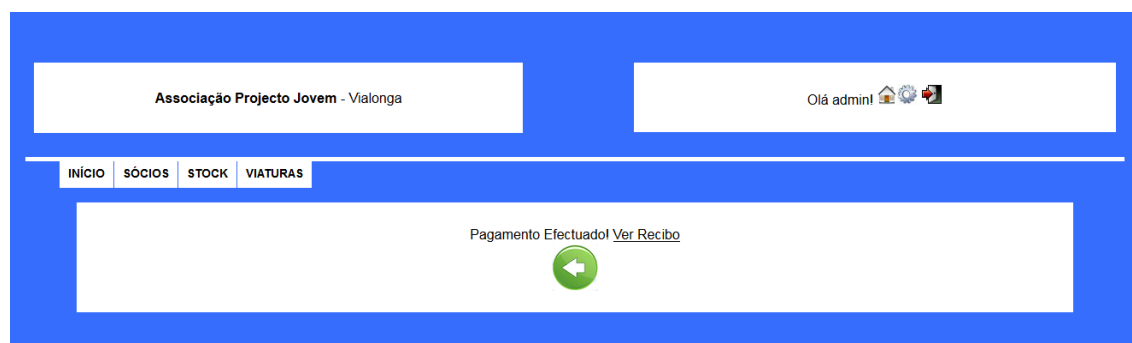 Associação Projecto Jovem - Vialonga
Olá admin!
INÍCIO SÓCIOS STOCK VIATURAS
Pagamento Efectuado! Ver Recibo